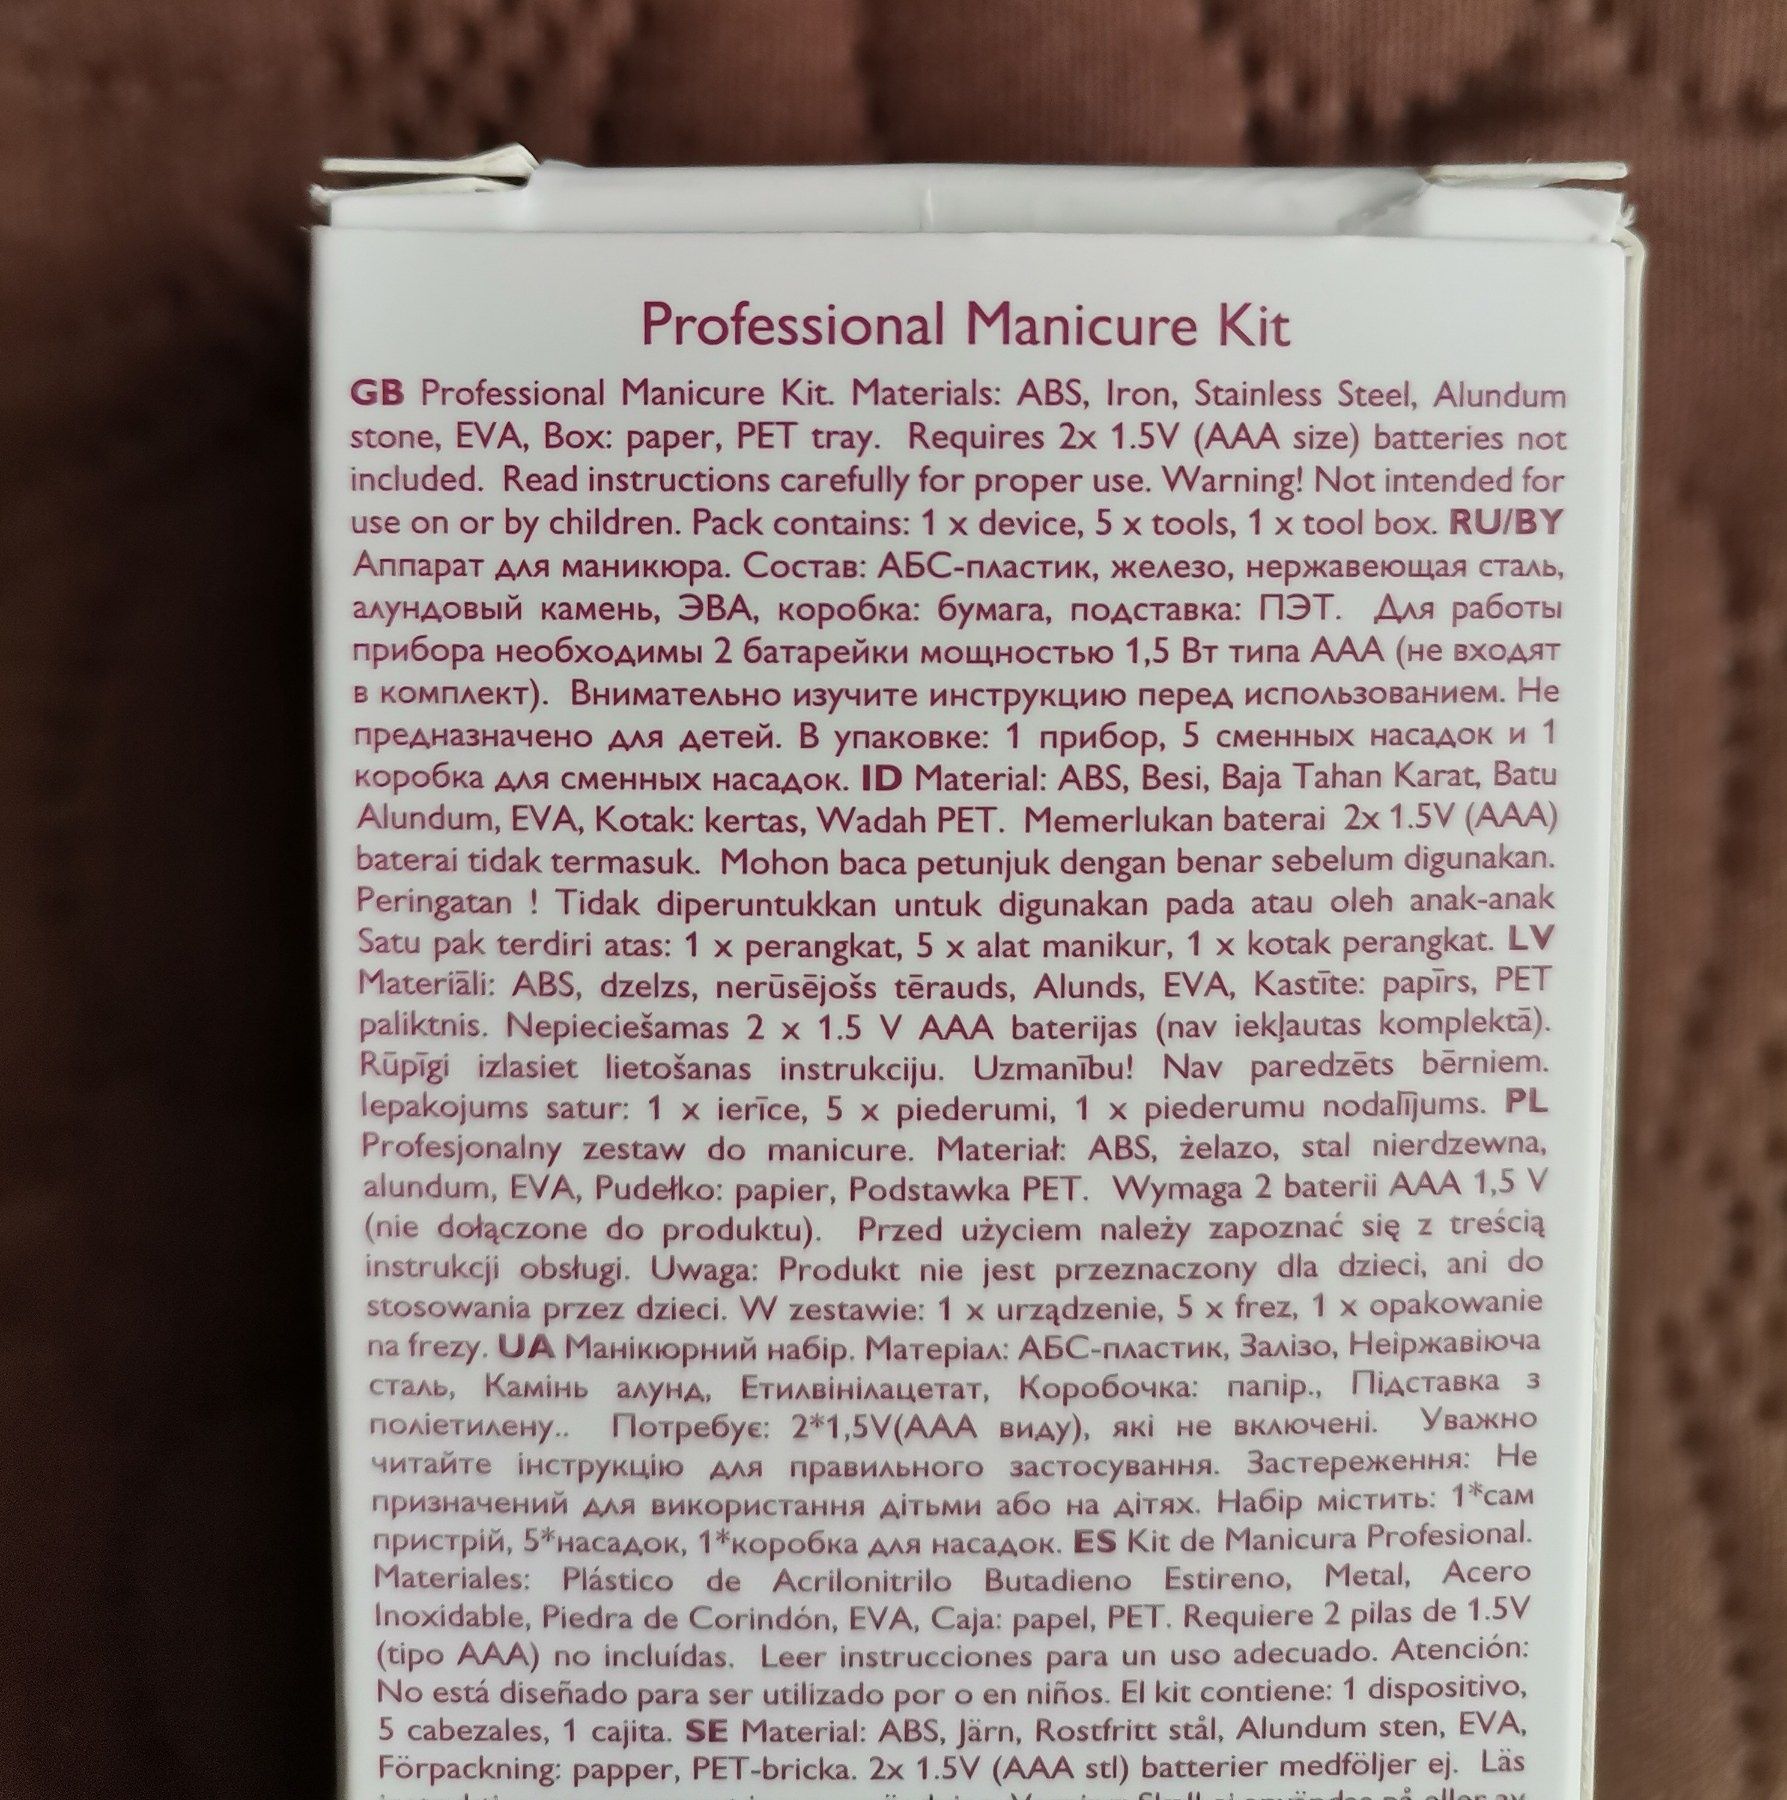 Professional Manicure Kit
GB Professional Manicure Kit. Materials: ABS, Iron, Stainless Steel, Alundum
stone, EVA, Box: paper, PET tray. Requires 2x 1.5V (AAA size) batteries not
included. Read instructions carefully for proper use. Warning! Not intended for
use on or by children. Pack contains: 1 x device, 5 x tools, 1 x tool box. RU/BY
Аппарат для маникюра. Состав: АБС-пластик, железо, нержавеющая сталь,
алундовый камень, ЭВА, коробка: бумага, подставка: ПЭТ. Для работы
прибора необходимы 2 батарейки мощностью 1,5 Вт типа ААА (не входят
в комплект). Внимательно изучите инструкцию перед использованием. Не
предназначено для детей. В упаковке: 1 прибор, 5 сменных насадок и 1
коробка для сменных насадок. ID Material: ABS, Besi, Baja Tahan Karat, Batu
Alundum, EVA, Kotak: kertas, Wadah PET. Memerlukan baterai 2x 1.5V (AAA)
baterai tidak termasuk. Mohon baca petunjuk dengan benar sebelum digunakan.
Peringatan ! Tidak diperuntukkan untuk digunakan pada atau oleh anak-anak
Satu pak terdiri atas: 1 x perangkat, 5 x alat manikur, 1 x kotak perangkat. LV
Materiāli: ABS, dzelzs, nerūsējošs tērauds, Alunds, EVA, Kastīte: papīrs, PET
paliktnis. Nepieciešamas 2 x 1.5 V AAA baterijas (nav iekļautas komplektā).
Rūpīgi izlasiet lietošanas instrukciju. Uzmanību! Nav paredzēts bērniem.
Iepakojums satur: 1 x ierīce, 5 x piederumi, 1 x piederumu nodalījums. PL
Profesjonalny zestaw do manicure. Materiał: ABS, żelazo, stal nierdzewna,
alundum, EVA, Pudełko: papier, Podstawka PET. Wymaga 2 baterii AAA 1,5 V
(nie dołączone do produktu). Przed użyciem należy zapoznać się z treścią
instrukcji obsługi. Uwaga: Produkt nie jest przeznaczony dla dzieci, ani do
stosowania przez dzieci. W zestawie: 1 x urządzenie, 5 x frez, 1 x opakowanie
na frezy. UA Манікюрний набір. Матеріал: АБС-пластик, Залізо, Неіржавіюча
сталь, Камінь алунд, Етилвінілацетат, Коробочка: папір., Підставка з
поліетилену.. Потребує: 2*1,5V(AAA виду), які не включені. Уважно
читайте інструкцію для правильного застосування. Застереження: Не
призначений для використання дітьми або на дітях. Набір містить: 1*сам
пристрій, 5*насадок, 1*коробка для насадок. ES Kit de Manicura Profesional.
Materiales: Plástico de Acrilonitrilo Butadieno Estireno, Metal, Acero
Inoxidable, Piedra de Corindón, EVA, Caja: papel, PET. Requiere 2 pilas de 1.5V
(tipo AAA) no incluídas. Leer instrucciones para un uso adecuado. Atención:
No está diseñado para ser utilizado por o en niños. El kit contiene: 1 dispositivo,
5 cabezales, 1 cajita. SE Material: ABS, Järn, Rostfritt stål, Alundum sten, EVA,
Förpackning: papper, PET-bricka. 2x 1.5V (AAA stl) batterier medföljer ej. Läs